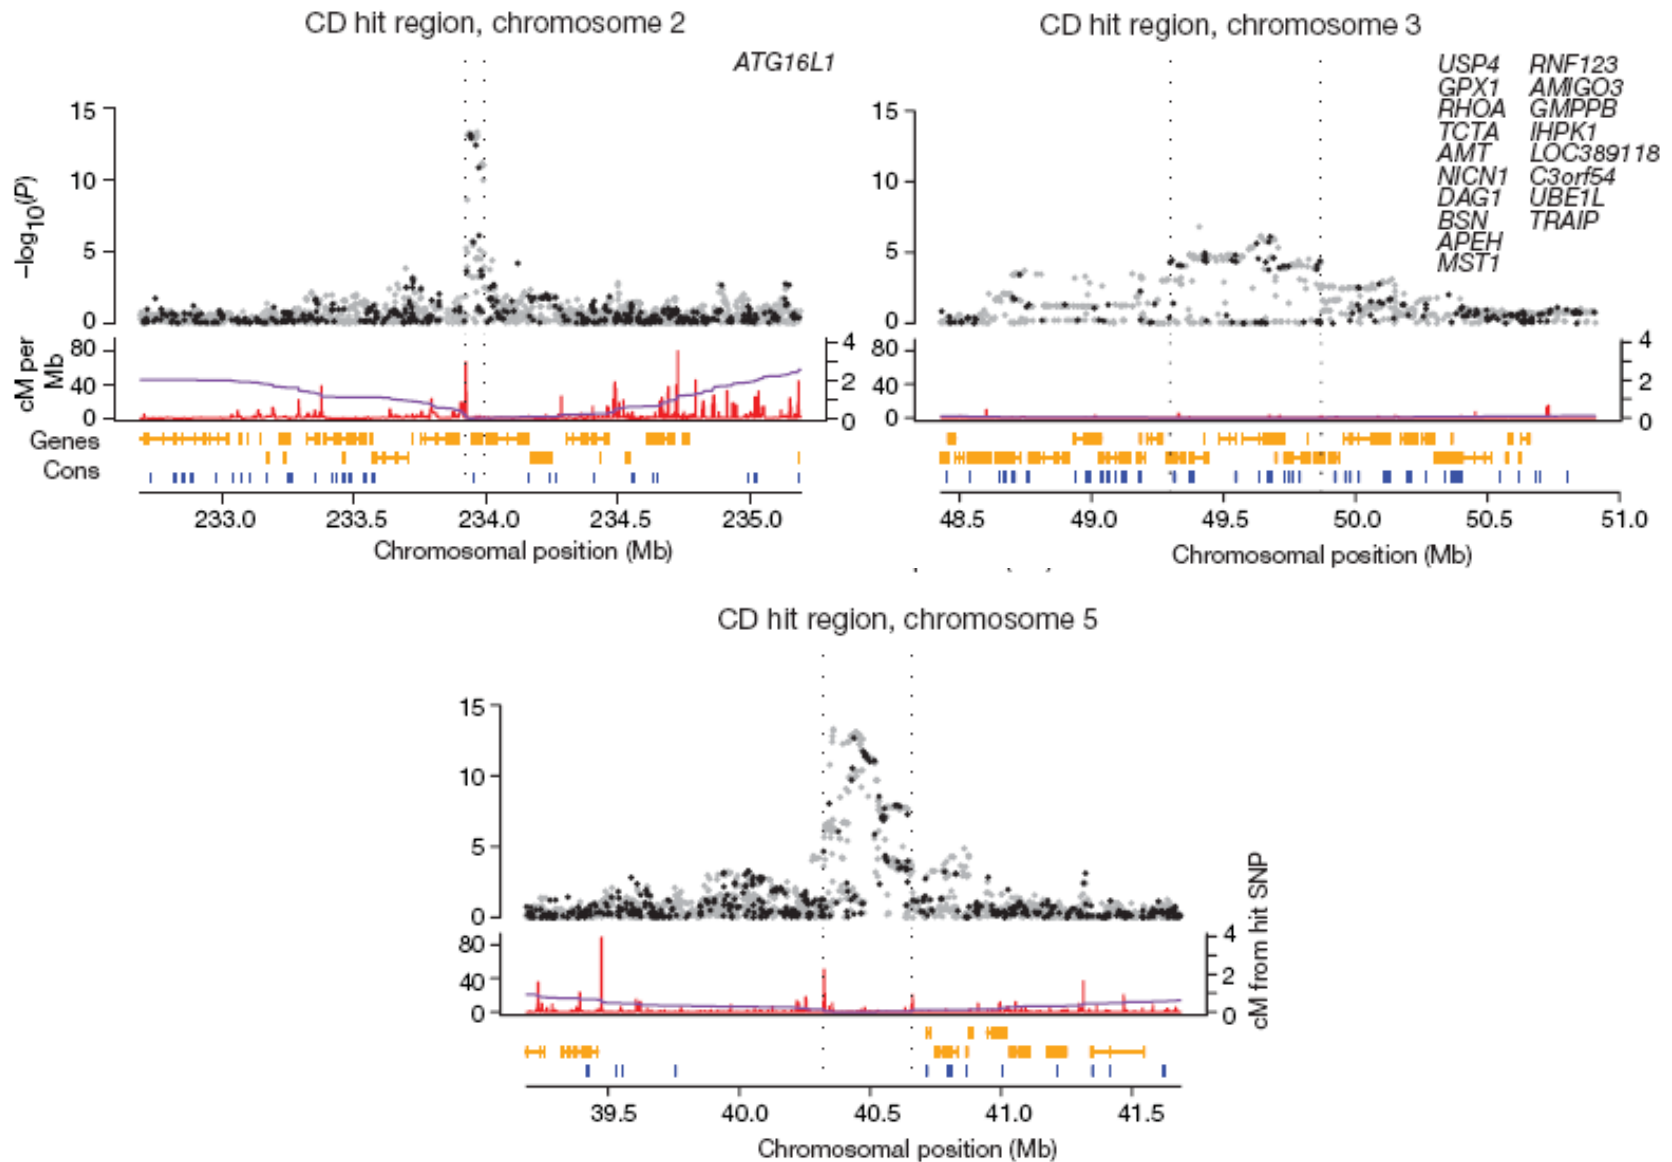 CD hit region, chromosome 2
ATG16L1
15
10
5
0
−log10(P)
80
40
0
cM per
Mb
4
2
0
Genes
Cons
233.0 233.5 234.0 234.5 235.0
Chromosomal position (Mb)
CD hit region, chromosome 3
USP4 RNF123
GPX1 AMIGO3
RHOA GMPPB
TCTA IHPK1
AMT LOC389118
NICN1 C3orf54
DAG1 UBE1L
BSN TRAIP
APEH
MST1
15
10
5
0
80
40
0
4
2
0
48.5 49.0 49.5 50.0 50.5 51.0
Chromosomal position (Mb)
CD hit region, chromosome 5
15
10
5
0
80
40
0
4
2
0
cM from hit SNP
39.5 40.0 40.5 41.0 41.5
Chromosomal position (Mb)